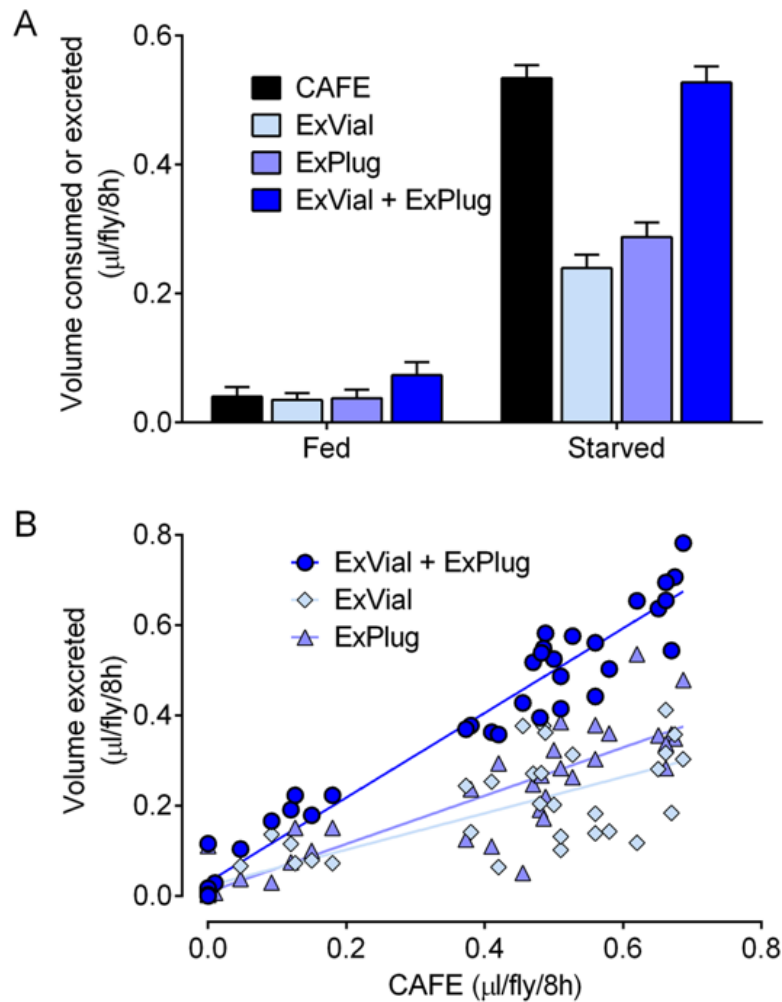 A
Volume consumed or excreted
(µl/fly/8h)
0.6
0.4
0.2
0.0
CAFE
ExVial
ExPlug
ExVial + ExPlug
Fed
Starved
B
Volume excreted
(µl/fly/8h)
0.8
0.6
0.4
0.2
0.0
ExVial + ExPlug
ExVial
ExPlug
0.0
0.2
0.4
0.6
0.8
CAFE (µl/fly/8h)